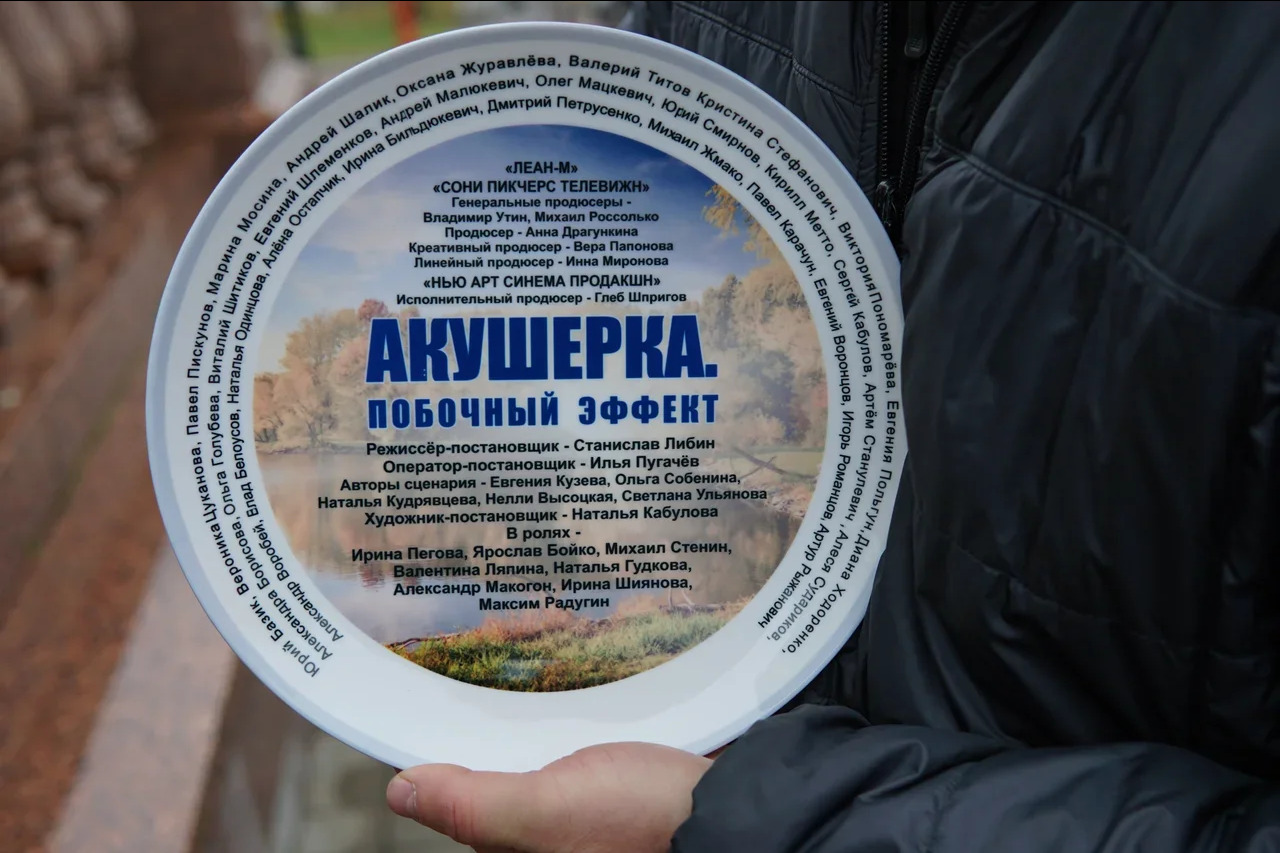 Юрий Базик, Вероника Цуканова, Павел Пискунов, Марина Мосина, Андрей Шалик, Оксана Журавлёва, Валерий Титов Кристина Стефанович, Виктория Пономарёва, Евгения Польгун, Диана Ходоренко,
Александра Борисова, Ольга Голубева, Виталий Шитиков, Евгений Шлеменков, Андрей Малюкевич, Олег Мацкевич, Юрий Смирнов, Кирилл Метто, Сергей Кабулов, Артём Станулевич, Алеся Судариков,
Александр Воробей, Влад Белоусов, Наталья Одинцова, Алёна Остапчик, Ирина Бильдюкевич, Дмитрий Петрусенко, Михаил Жмако, Павел Карачун, Евгений Воронцов, Игорь Романцов, Артур Рыжанович
«ЛЕАН-М»
«СОНИ ПИКЧЕРС ТЕЛЕВИЖН»
Генеральные продюсеры -
Владимир Утин, Михаил Россолько
Продюсер - Анна Драгункина
Креативный продюсер - Вера Папонова
Линейный продюсер - Инна Миронова
«НЬЮ АРТ СИНЕМА ПРОДАКШН»
Исполнительный продюсер - Глеб Шпригов
АКУШЕРКА.
ПОБОЧНЫЙ ЭФФЕКТ
Режиссёр-постановщик - Станислав Либин
Оператор-постановщик - Илья Пугачёв
Авторы сценария - Евгения Кузева, Ольга Собенина,
Наталья Кудрявцева, Нелли Высоцкая, Светлана Ульянова
Художник-постановщик - Наталья Кабулова
В ролях -
Ирина Пегова, Ярослав Бойко, Михаил Стенин,
Валентина Ляпина, Наталья Гудкова,
Александр Макогон, Ирина Шиянова,
Максим Радугин